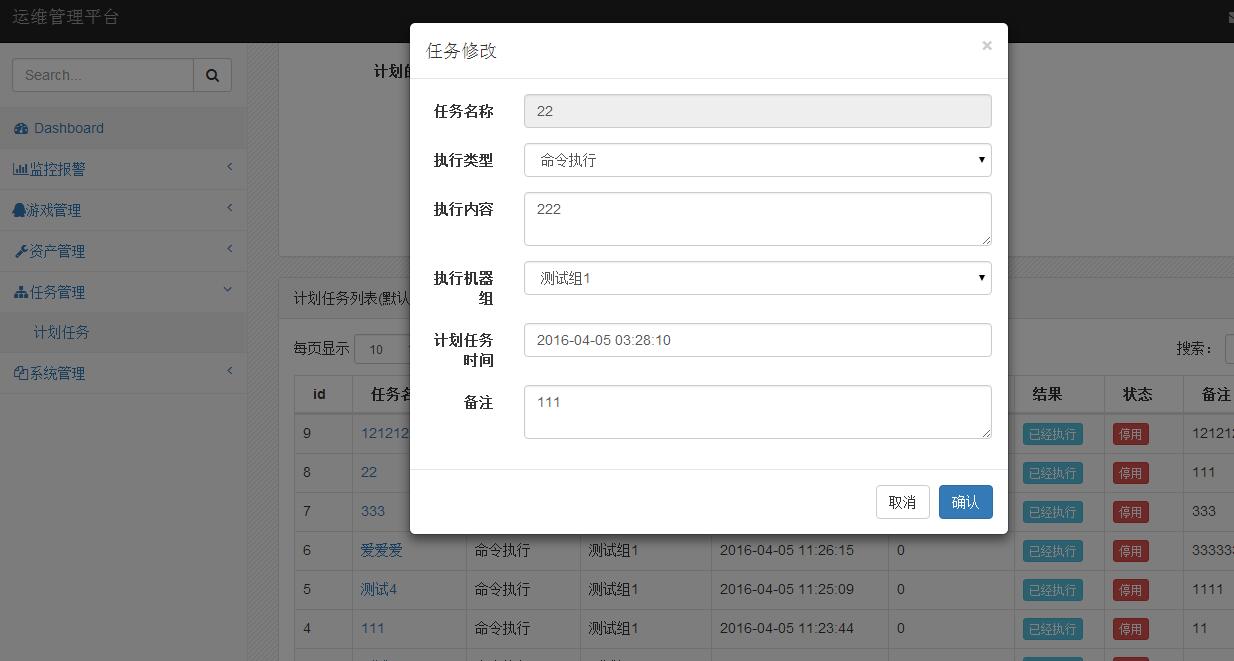 运维管理平台
Search...
Dashboard
监控报警
游戏管理
资产管理
任务管理
计划任务
系统管理
任务修改
×
任务名称
22
执行类型
命令执行
执行内容
222
执行机器
组
测试组1
计划任务
时间
2016-04-05 03:28:10
备注
111
取消 确认
计划任务列表(默认
每页显示 10 搜索：
id 任务名 结果 状态 备注
9 121212 已经执行 停用 12121
8 22 已经执行 停用 111
7 333 已经执行 停用 333
6 爱爱爱 命令执行 测试组1 2016-04-05 11:26:15 0 已经执行 停用 33333
5 测试4 命令执行 测试组1 2016-04-05 11:25:09 0 已经执行 停用 1111
4 111 命令执行 测试组1 2016-04-05 11:23:44 0 已经执行 停用 11